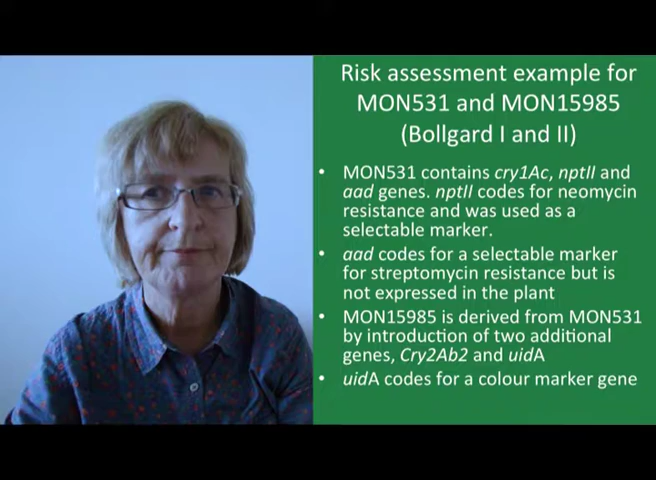 Risk assessment example for
MON531 and MON15985
(Bollgard I and II)
• MON531 contains cry1Ac, nptII and
aad genes. nptII codes for neomycin
resistance and was used as a
selectable marker.
• aad codes for a selectable marker
for streptomycin resistance but is
not expressed in the plant
• MON15985 is derived from MON531
by introduction of two additional
genes, Cry2Ab2 and uidA
• uidA codes for a colour marker gene